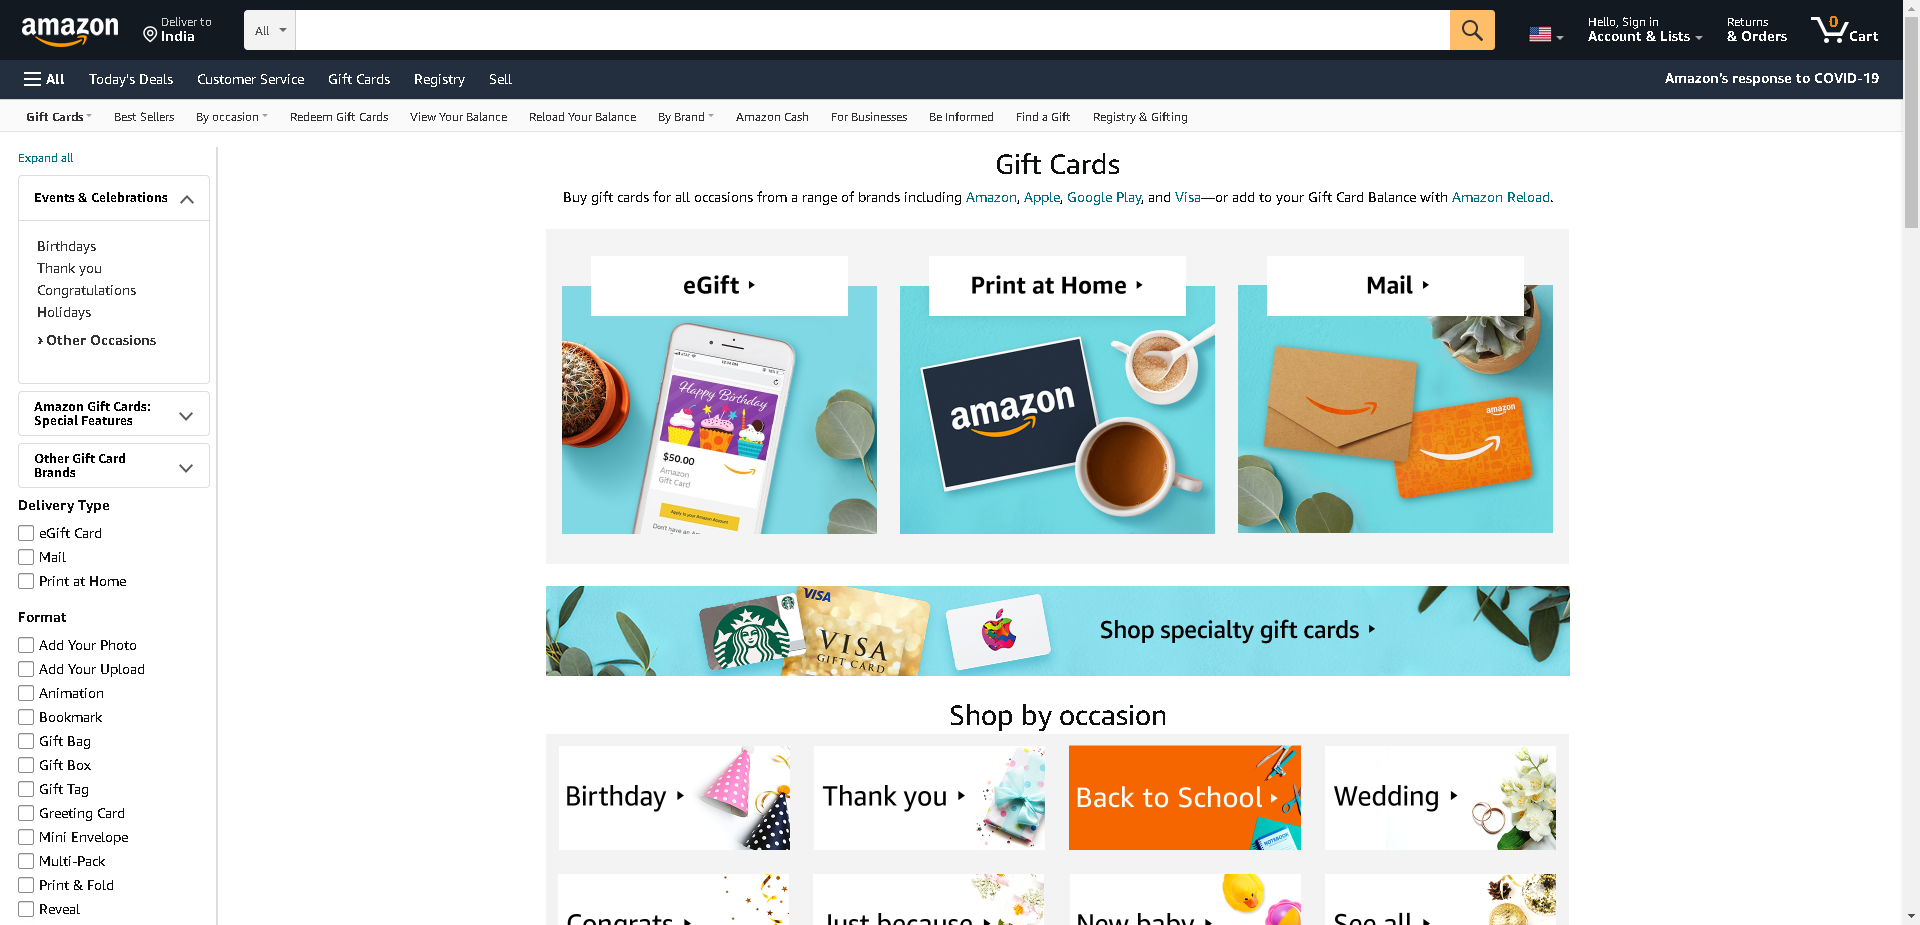 amazon
Deliver to
India
All
Hello, Sign in
Account & Lists
Returns
& Orders
0
Cart
All
Today's Deals
Customer Service
Gift Cards
Registry
Sell
Amazon's response to COVID-19
Gift Cards
Best Sellers
By occasion
Redeem Gift Cards
View Your Balance
Reload Your Balance
By Brand
Amazon Cash
For Businesses
Be Informed
Find a Gift
Registry & Gifting
Expand all
Events & Celebrations
Birthdays
Thank you
Congratulations
Holidays
› Other Occasions
Amazon Gift Cards:
Special Features
Other Gift Card
Brands
Delivery Type
eGift Card
Mail
Print at Home
Format
Add Your Photo
Add Your Upload
Animation
Bookmark
Gift Bag
Gift Box
Gift Tag
Greeting Card
Mini Envelope
Multi-Pack
Print & Fold
Reveal
Gift Cards
Buy gift cards for all occasions from a range of brands including Amazon, Apple, Google Play, and Visa—or add to your Gift Card Balance with Amazon Reload.
eGift
Happy Birthday
$50.00
Amazon
Gift Card
Apply to your Amazon Account
Don't have an
Print at Home
amazon
Mail
amazon
VISA
VISA
GIFT CARD
Shop specialty gift cards
Shop by occasion
Birthday
Thank you
Back to School
NOTEBOOK
Wedding
Congrats
Just because
New baby
See all